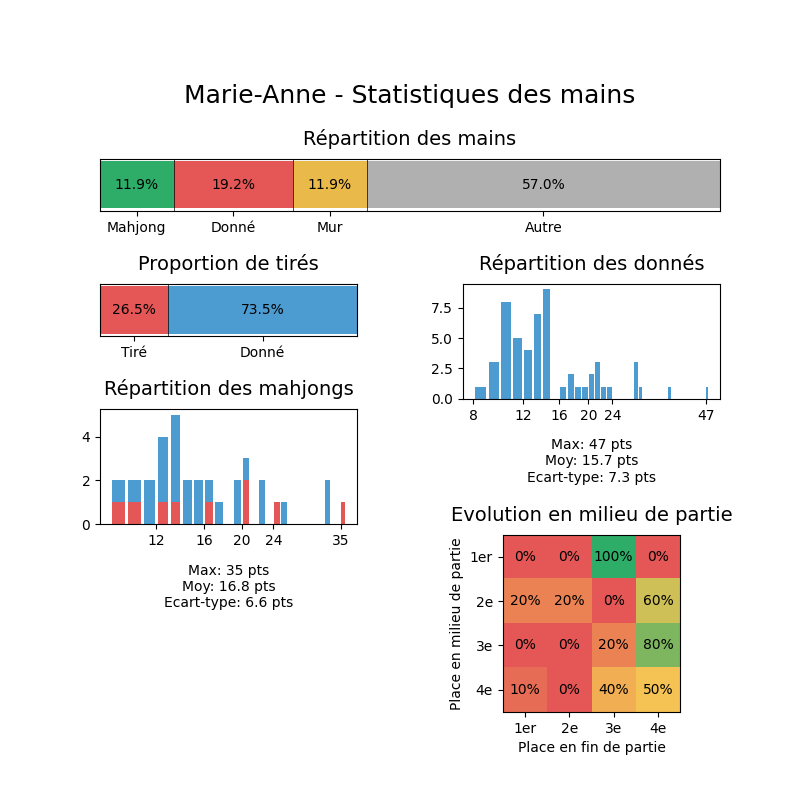 Marie-Anne - Statistiques des mains
Répartition des mains
11.9% 19.2% 11.9% 57.0%
Mahjong Donné Mur Autre
Proportion de tirés
26.5% 73.5%
Tiré Donné
Répartition des donnés
7.5
5.0
2.5
0.0
8 12 16 20 24 47
Max: 47 pts
Moy: 15.7 pts
Ecart-type: 7.3 pts
Répartition des mahjongs
4
2
0
12 16 20 24 35
Max: 35 pts
Moy: 16.8 pts
Ecart-type: 6.6 pts
Evolution en milieu de partie
Place en milieu de partie
1er 0% 0% 100% 0%
2e 20% 20% 0% 60%
3e 0% 0% 20% 80%
4e 10% 0% 40% 50%
1er 2e 3e 4e
Place en fin de partie